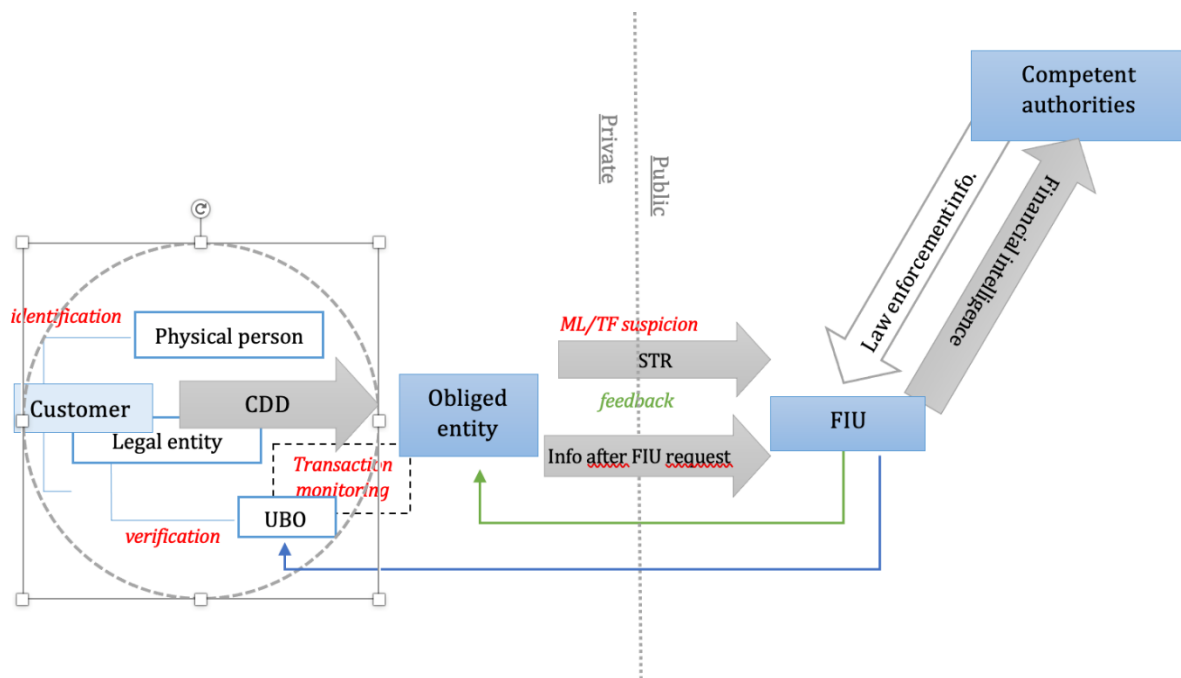 Competent
authorities
Private
Public
Law enforcement info.
Financial intelligence
identification
Physical person
ML/TF suspicion
STR
Customer
CDD
Obliged
entity
feedback
FIU
Legal entity
Info after FIU request
Transaction
monitoring
UBO
verification